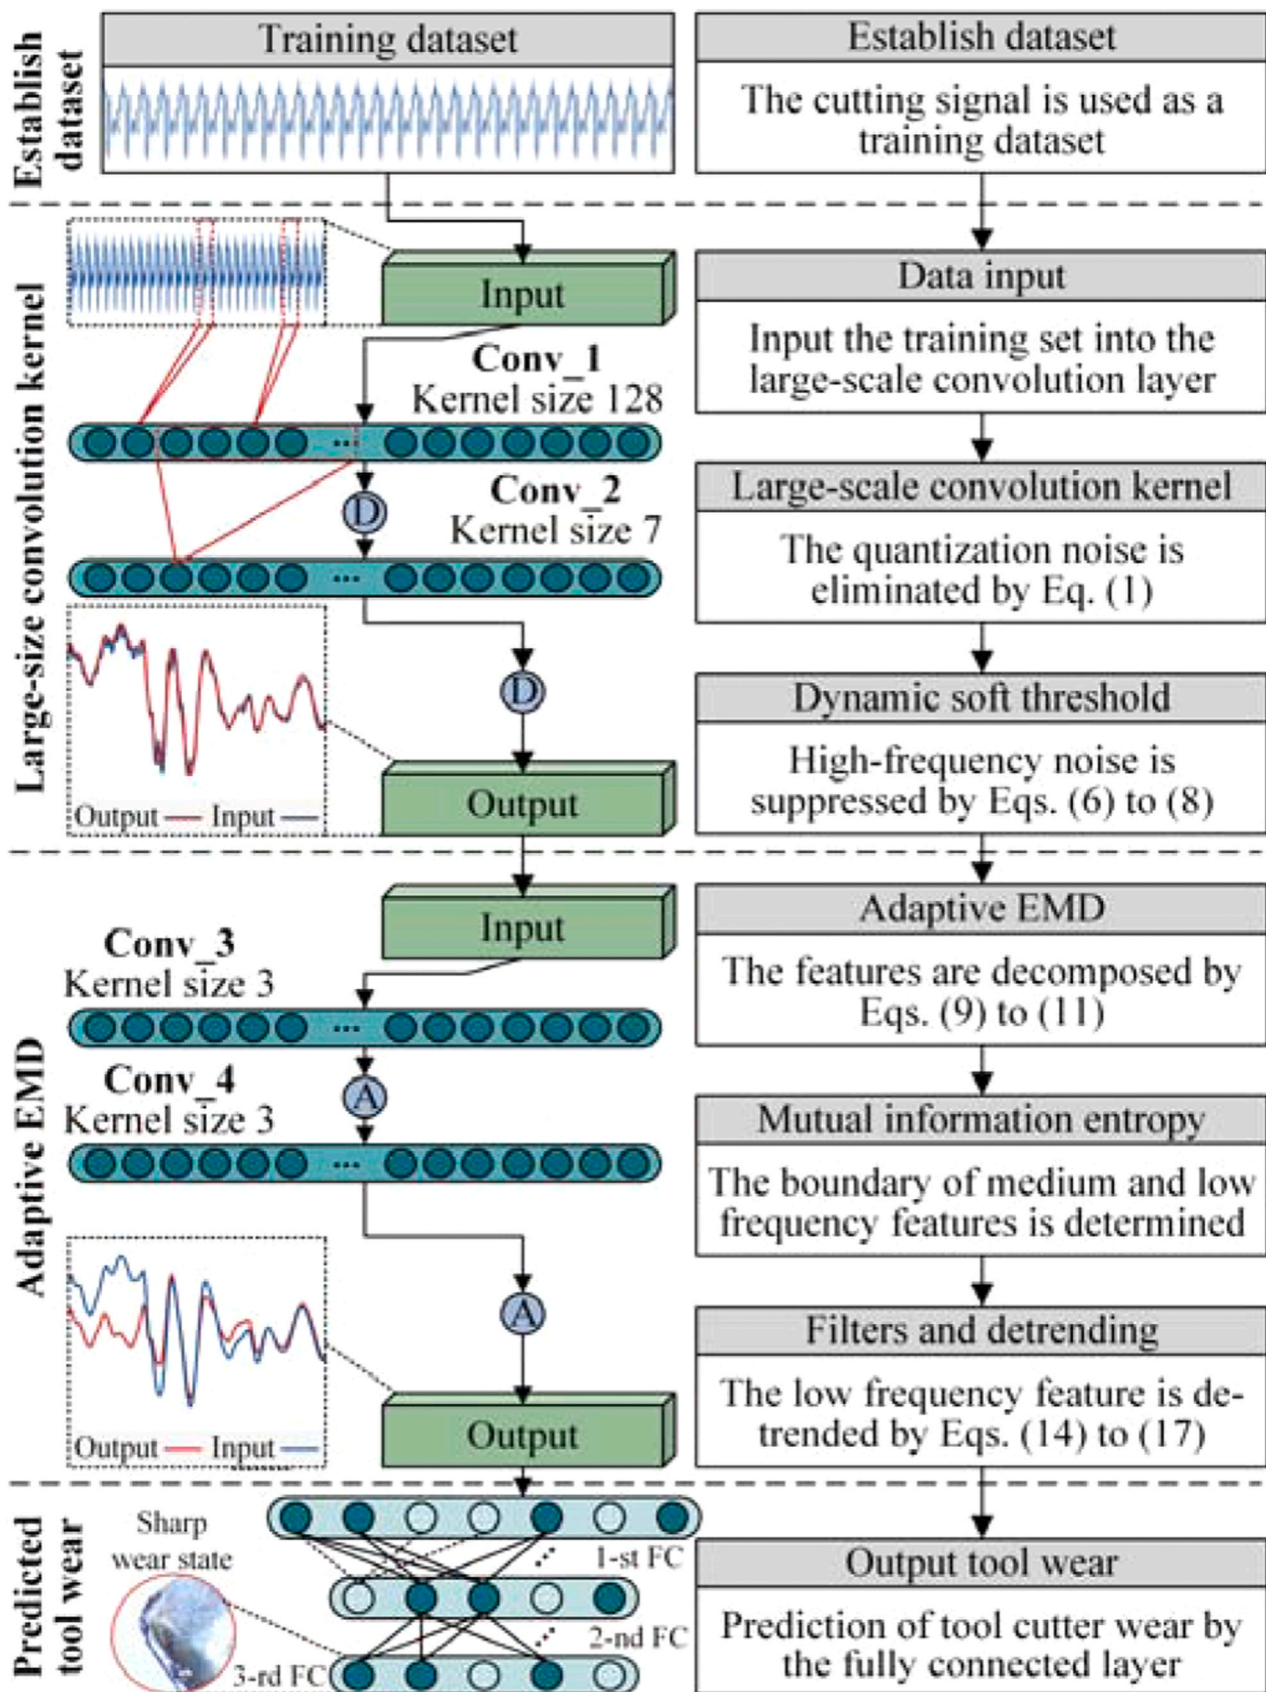 Establish
dataset
Training dataset
Establish dataset
The cutting signal is used as a
training dataset
Large-size convolution kernel
Input
Conv_1
Kernel size 128
...
D
Conv_2
Kernel size 7
...
D
Output
Input
Output
Data input
Input the training set into the
large-scale convolution layer
Large-scale convolution kernel
The quantization noise is
eliminated by Eq. (1)
Dynamic soft threshold
High-frequency noise is
suppressed by Eqs. (6) to (8)
Adaptive EMD
Input
Conv_3
Kernel size 3
...
A
Conv_4
Kernel size 3
...
A
Output
Input
Output
Adaptive EMD
The features are decomposed by
Eqs. (9) to (11)
Mutual information entropy
The boundary of medium and low
frequency features is determined
Filters and detrending
The low frequency feature is de-
trended by Eqs. (14) to (17)
Predicted
tool wear
Sharp
wear state
1-st FC
2-nd FC
3-rd FC
Output tool wear
Prediction of tool cutter wear by
the fully connected layer